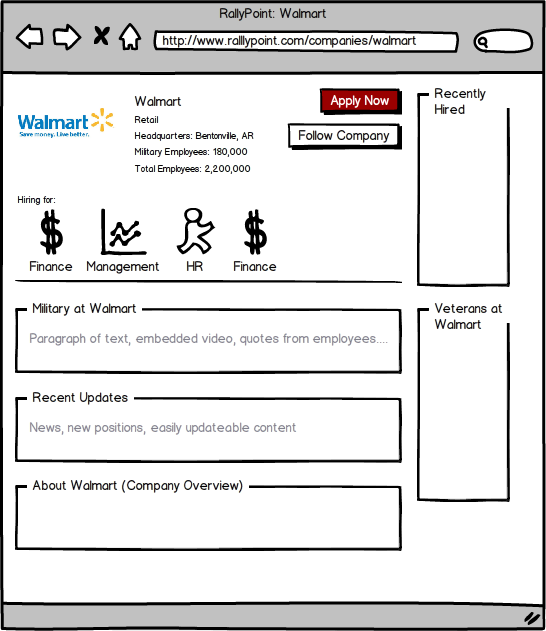 RallyPoint: Walmart
http://www.ralllypoint.com/companies/walmart
Walmart
Save money. Live better.
Walmart
Retail
Headquarters: Bentonville, AR
Military Employees: 180,000
Total Employees: 2,200,000
Apply Now
Follow Company
Hiring for:
Finance
Management
HR
Finance
Military at Walmart
Paragraph of text, embedded video, quotes from employees....
Recent Updates
News, new positions, easily updateable content
About Walmart (Company Overview)
Recently
Hired
Veterans at
Walmart